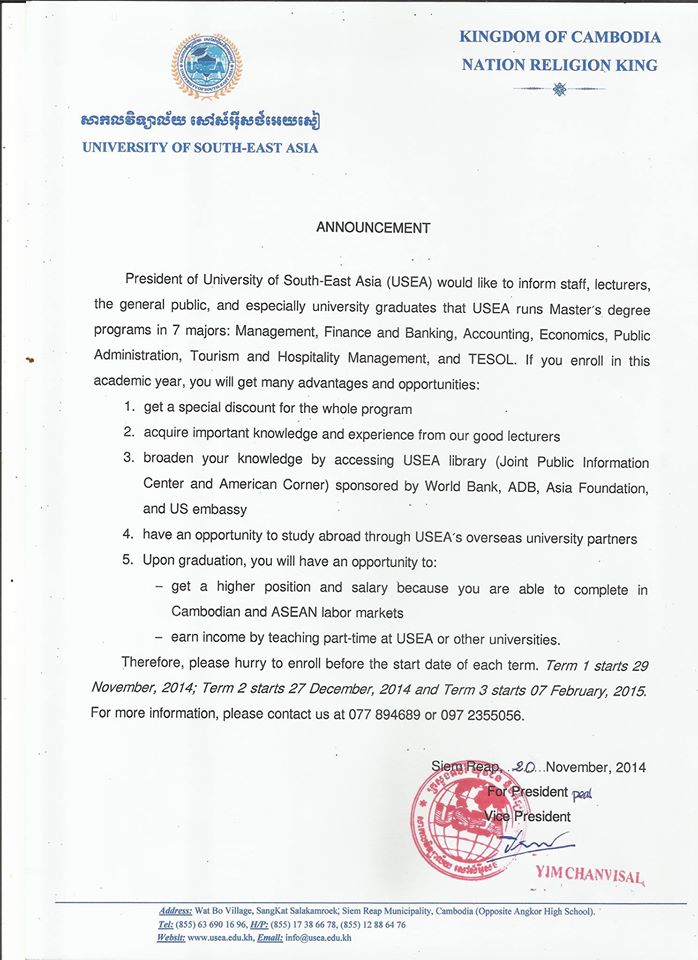 KINGDOM OF CAMBODIA
NATION RELIGION KING
USEA
សាកលវិទ្យាល័យ សៅស៍អ៊ីសថ៍អេយសៀ
UNIVERSITY OF SOUTH-EAST ASIA
ANNOUNCEMENT
President of University of South-East Asia (USEA) would like to inform staff, lecturers,
the general public, and especially university graduates that USEA runs Master's degree
programs in 7 majors: Management, Finance and Banking, Accounting, Economics, Public
Administration, Tourism and Hospitality Management, and TESOL. If you enroll in this
academic year, you will get many advantages and opportunities:
1. get a special discount for the whole program
2. acquire important knowledge and experience from our good lecturers
3. broaden your knowledge by accessing USEA library (Joint Public Information
Center and American Corner) sponsored by World Bank, ADB, Asia Foundation,
and US embassy
4. have an opportunity to study abroad through USEA's overseas university partners
5. Upon graduation, you will have an opportunity to:
– get a higher position and salary because you are able to complete in
Cambodian and ASEAN labor markets
– earn income by teaching part-time at USEA or other universities.
Therefore, please hurry to enroll before the start date of each term. Term 1 starts 29
November, 2014; Term 2 starts 27 December, 2014 and Term 3 starts 07 February, 2015.
For more information, please contact us at 077 894689 or 097 2355056.
Siem Reap, 20 November, 2014
For President
Vice President
USEA
YIM CHANVISAL
Address: Wat Bo Village, SangKat Salakamroek, Siem Reap Municipality, Cambodia (Opposite Angkor High School).
Tel: (855) 63 690 16 96, H/P: (855) 17 38 66 78, (855) 12 88 64 76
Websit: www.usea.edu.kh, Email: info@usea.edu.kh